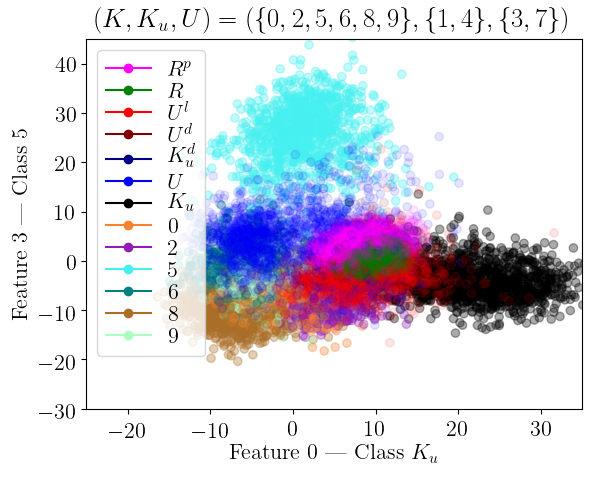 (K, K_u, U) = ({0, 2, 5, 6, 8, 9}, {1, 4}, {3, 7})
Feature 3 — Class 5
40
30
20
10
0
−10
−20
−30
R^p
R
U^l
U^d
K_u^d
U
K_u
0
2
5
6
8
9
−20 −10 0 10 20 30
Feature 0 — Class K_u